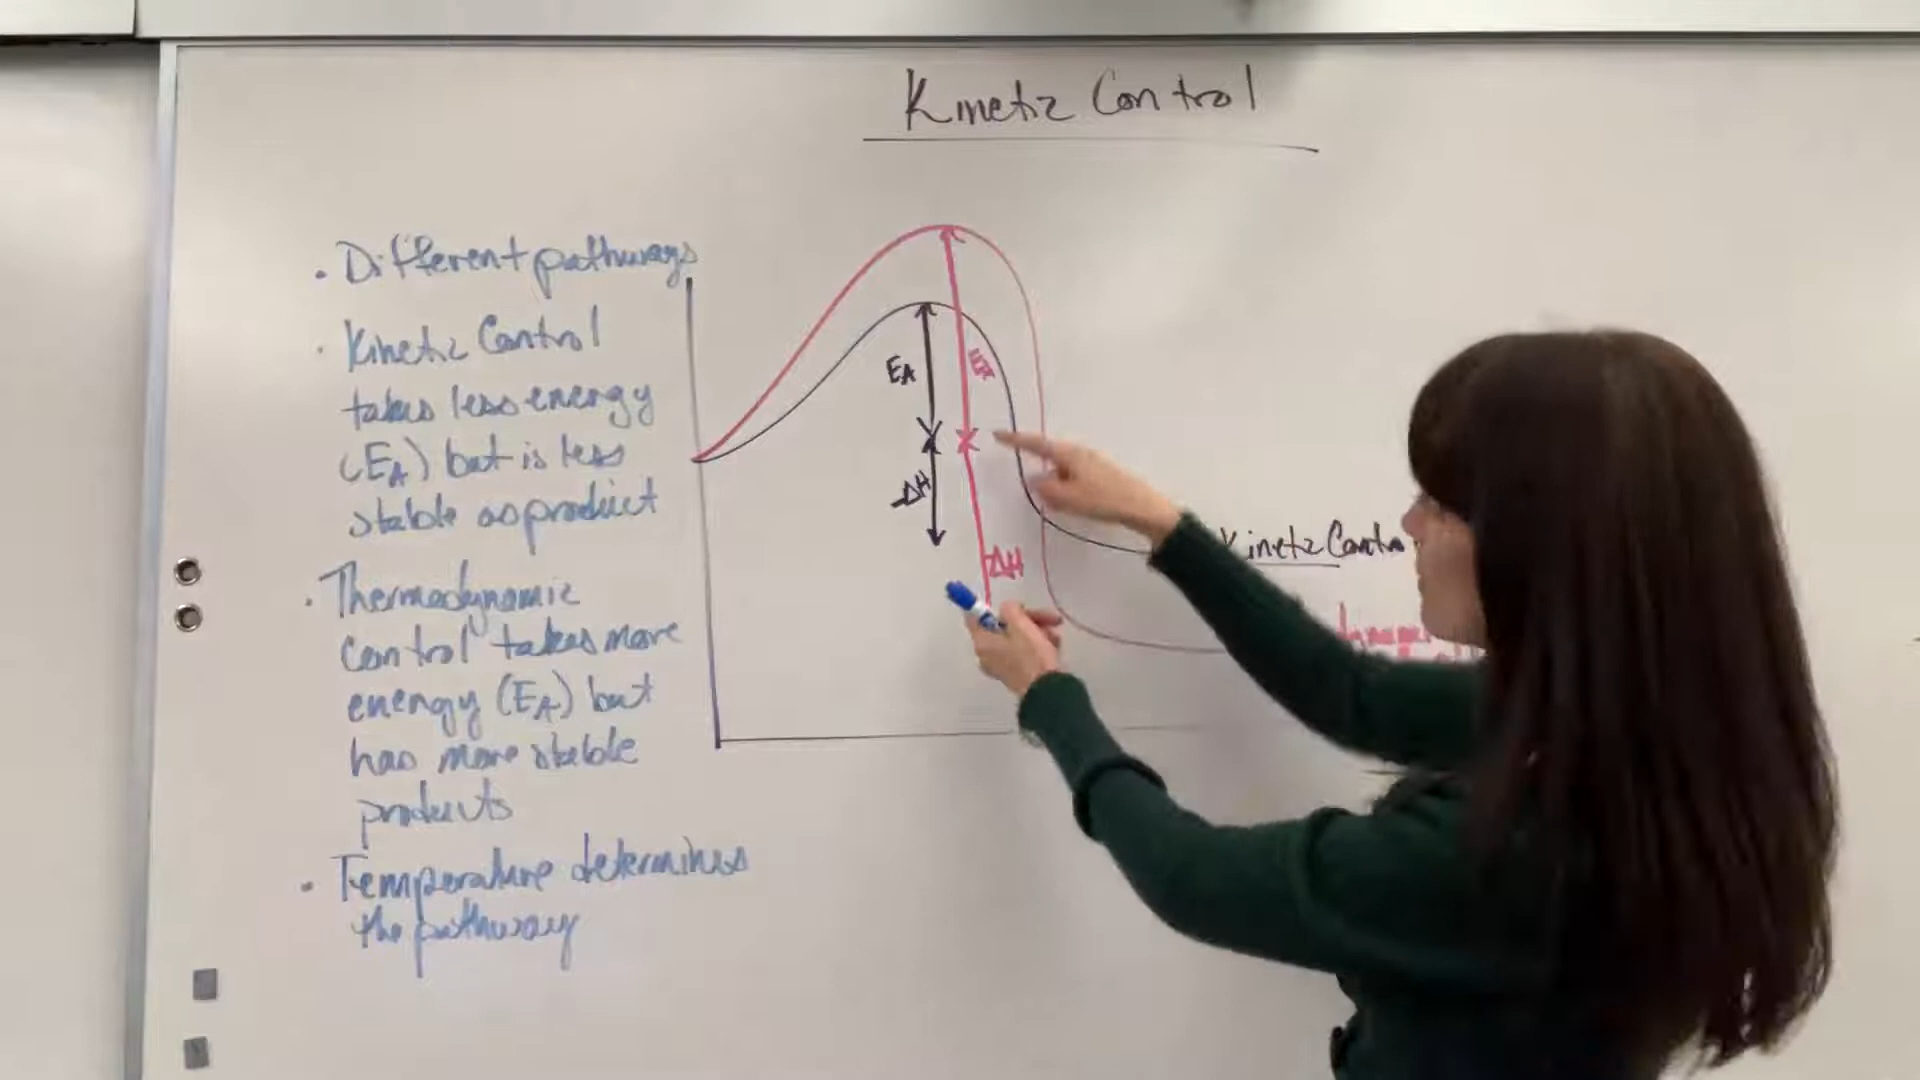 Kinetic Control
• Different pathways
• Kinetic Control
takes less energy
(EA) but is less
stable as product
• Thermodynamic
control takes more
energy (EA) but
has more stable
products
• Temperature determines
the pathway
EA
EA
-ΔH
ΔH
Kinetic Contro